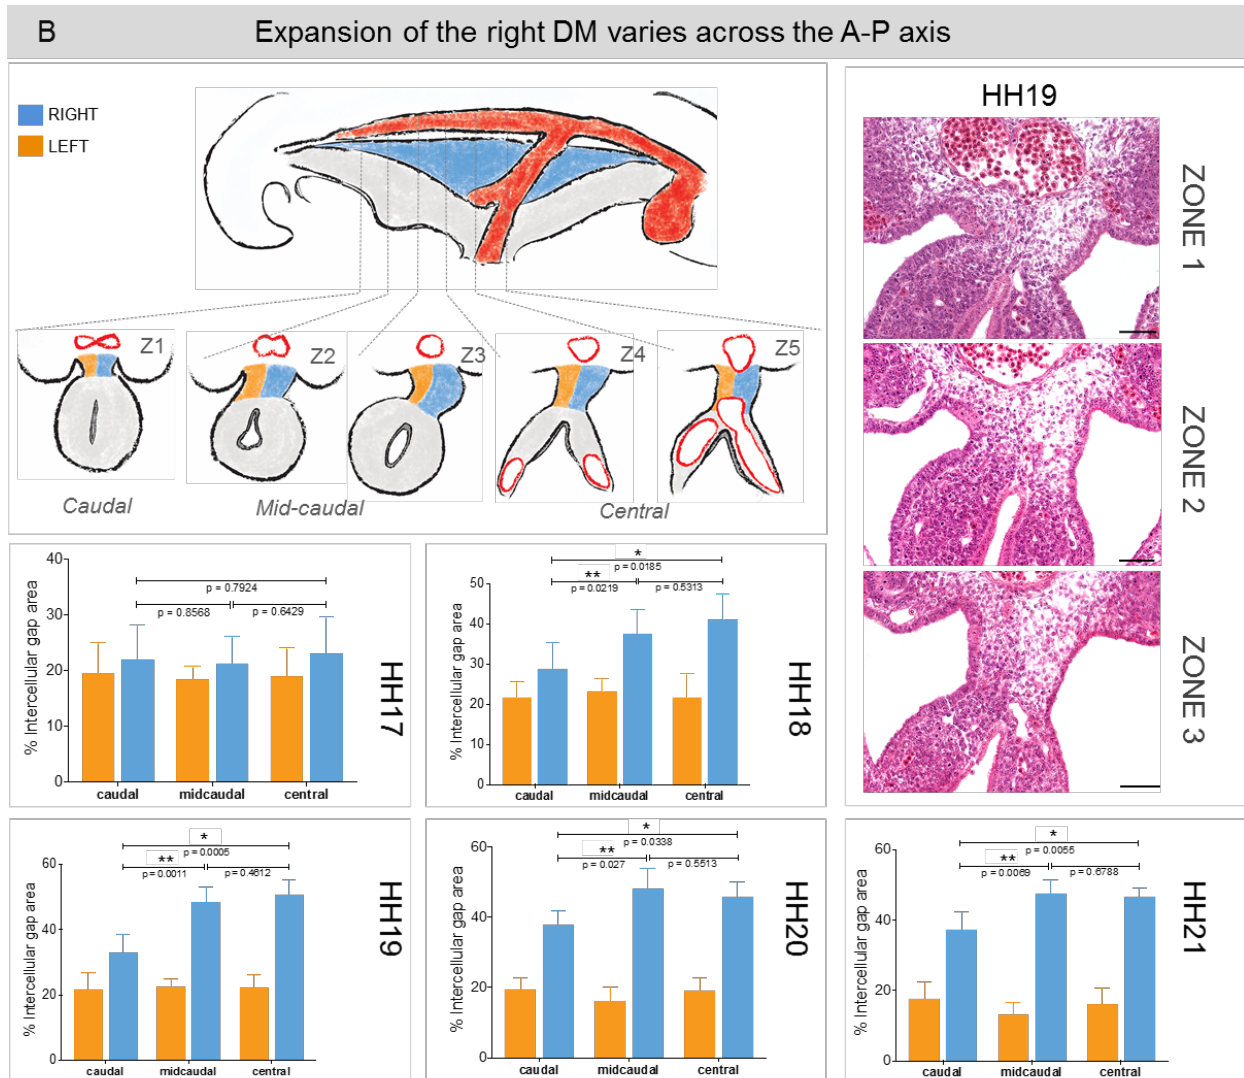 B
Expansion of the right DM varies across the A-P axis
RIGHT
LEFT
Z1
Z2
Z3
Z4
Z5
Caudal
Mid-caudal
Central
HH19
ZONE 1
ZONE 2
ZONE 3
% Intercellular gap area
40
30
20
10
0
p = 0.7924
p = 0.8568
p = 0.6429
caudal
midcaudal
central
HH17
% Intercellular gap area
50
40
30
20
10
0
*
p = 0.0185
**
p = 0.0219
p = 0.5313
caudal
midcaudal
central
HH18
% Intercellular gap area
60
40
20
0
*
p = 0.0005
**
p = 0.0011
p = 0.4612
caudal
midcaudal
central
HH19
% Intercellular gap area
60
40
20
0
*
p = 0.0338
**
p = 0.027
p = 0.5513
caudal
midcaudal
central
HH20
% Intercellular gap area
60
40
20
0
*
p = 0.0055
**
p = 0.0069
p = 0.6788
caudal
midcaudal
central
HH21